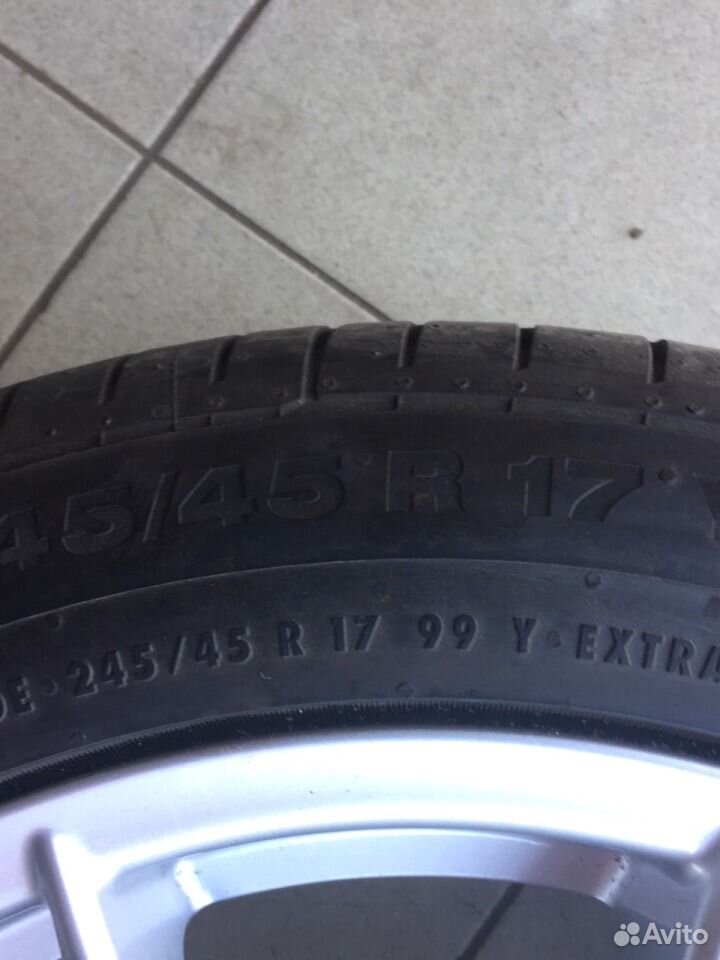 45/45 R 17
245/45 R 17 99 Y · EXTRA
Avito